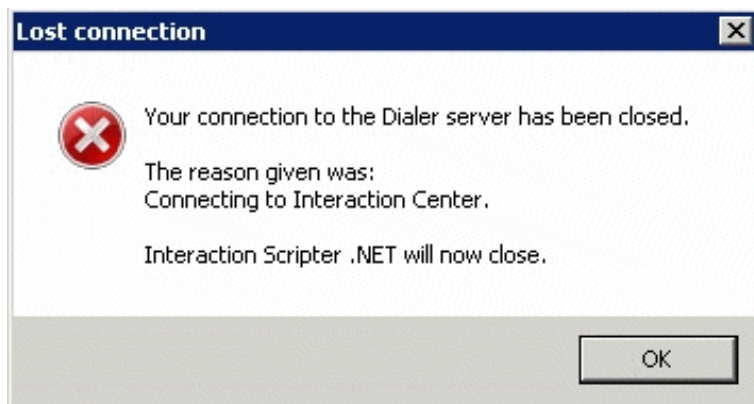 Lost connection
Your connection to the Dialer server has been closed.
The reason given was:
Connecting to Interaction Center.
Interaction Scripter .NET will now close.
OK